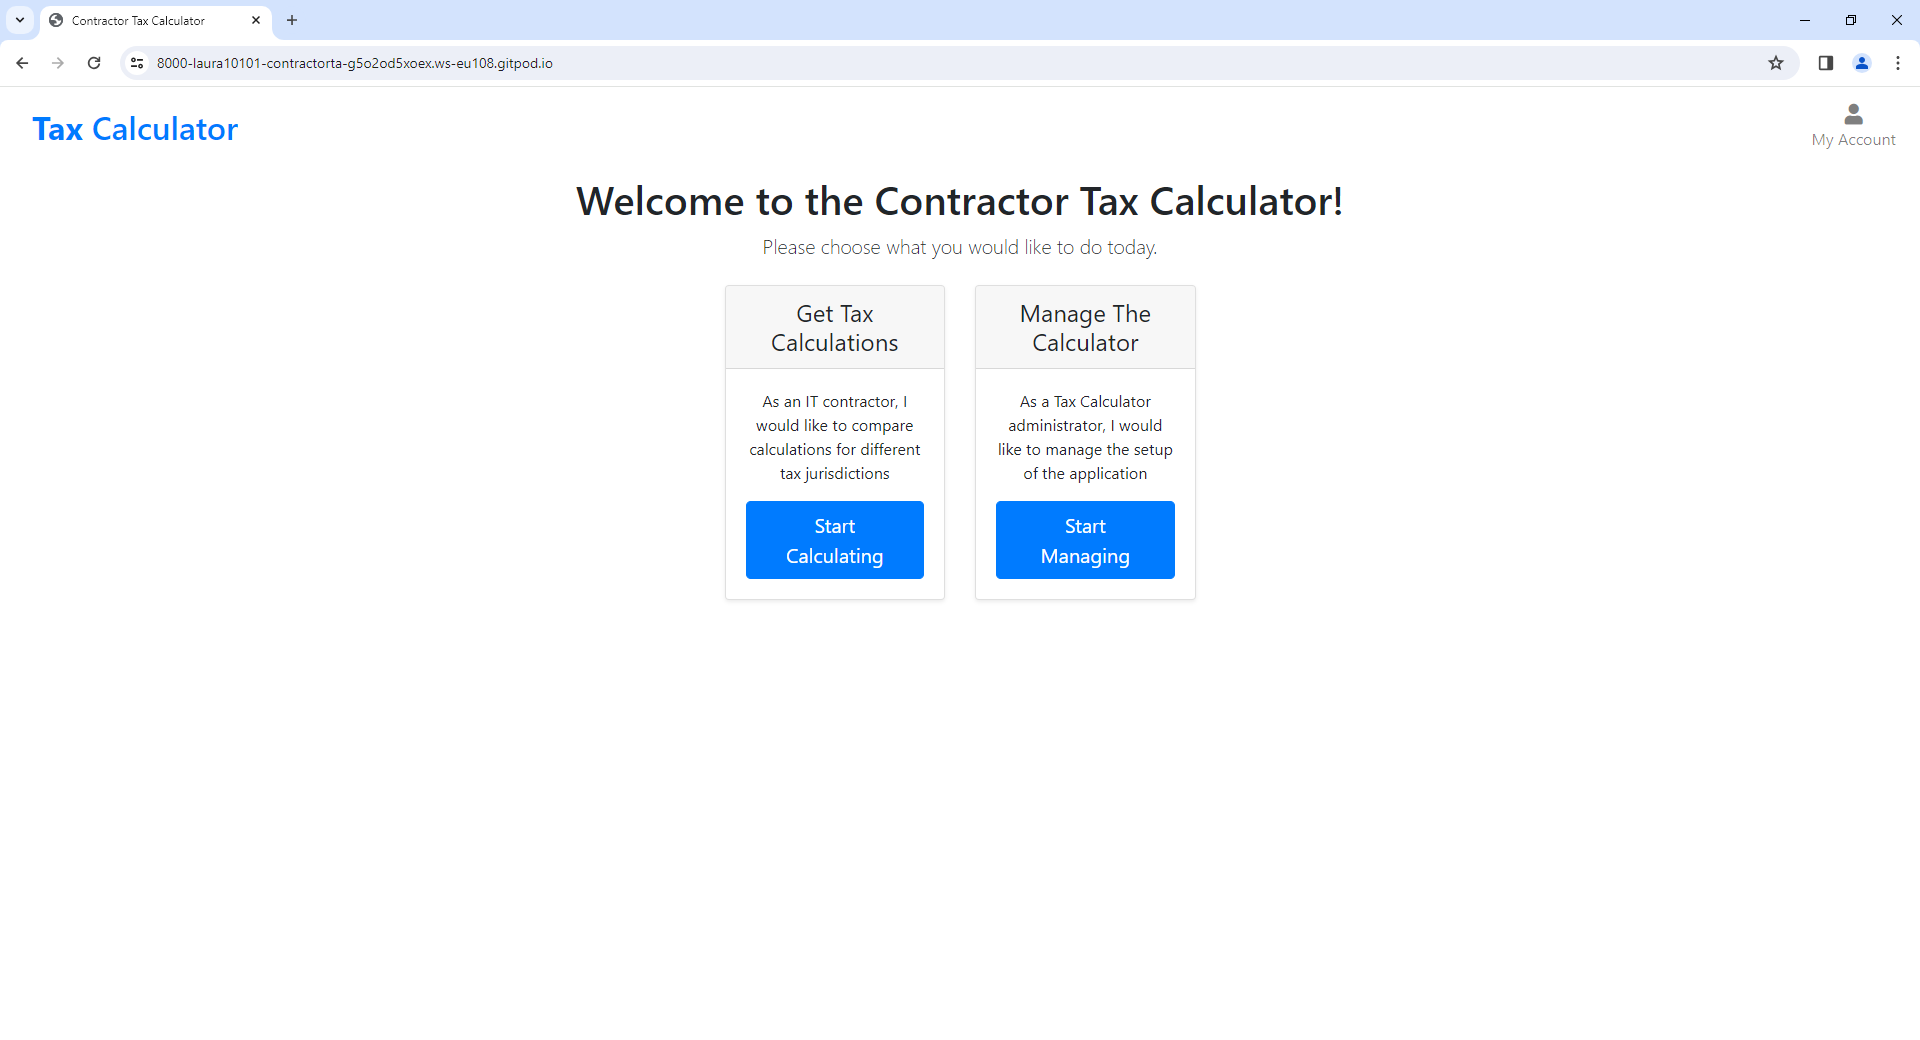 Contractor Tax Calculator
8000-laura10101-contractorta-g5o2od5xoex.ws-eu108.gitpod.io
Tax Calculator
My Account
Welcome to the Contractor Tax Calculator!
Please choose what you would like to do today.
Get Tax
Calculations
As an IT contractor, I
would like to compare
calculations for different
tax jurisdictions
Start
Calculating
Manage The
Calculator
As a Tax Calculator
administrator, I would
like to manage the setup
of the application
Start
Managing